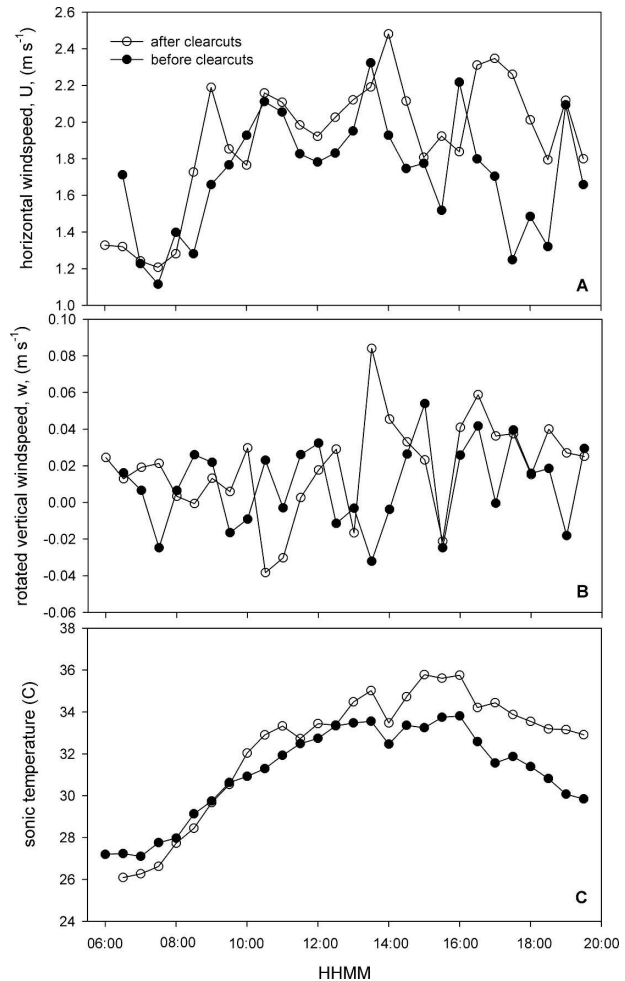 2.6
A
after clearcuts
2.4
before clearcuts
2.2
2.0
1.8
1.6
1.4
1.2
A
1.0
horizontal windspeed, U, (m s⁻¹)
0.10
0.08
0.06
0.04
0.02
0.00
-0.02
-0.04
B
-0.06
rotated vertical windspeed, w, (m s⁻¹)
38
36
34
32
30
28
26
C
24
sonic temperature (C)
06:00 08:00 10:00 12:00 14:00 16:00 18:00 20:00
HHMM